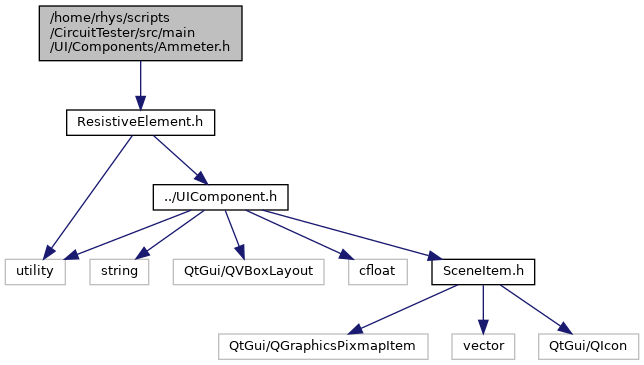 /home/rhys/scripts
/CircuitTester/src/main
/UI/Components/Ammeter.h
ResistiveElement.h
../UIComponent.h
utility
string
QtGui/QVBoxLayout
cfloat
SceneItem.h
QtGui/QGraphicsPixmapItem
vector
QtGui/QIcon